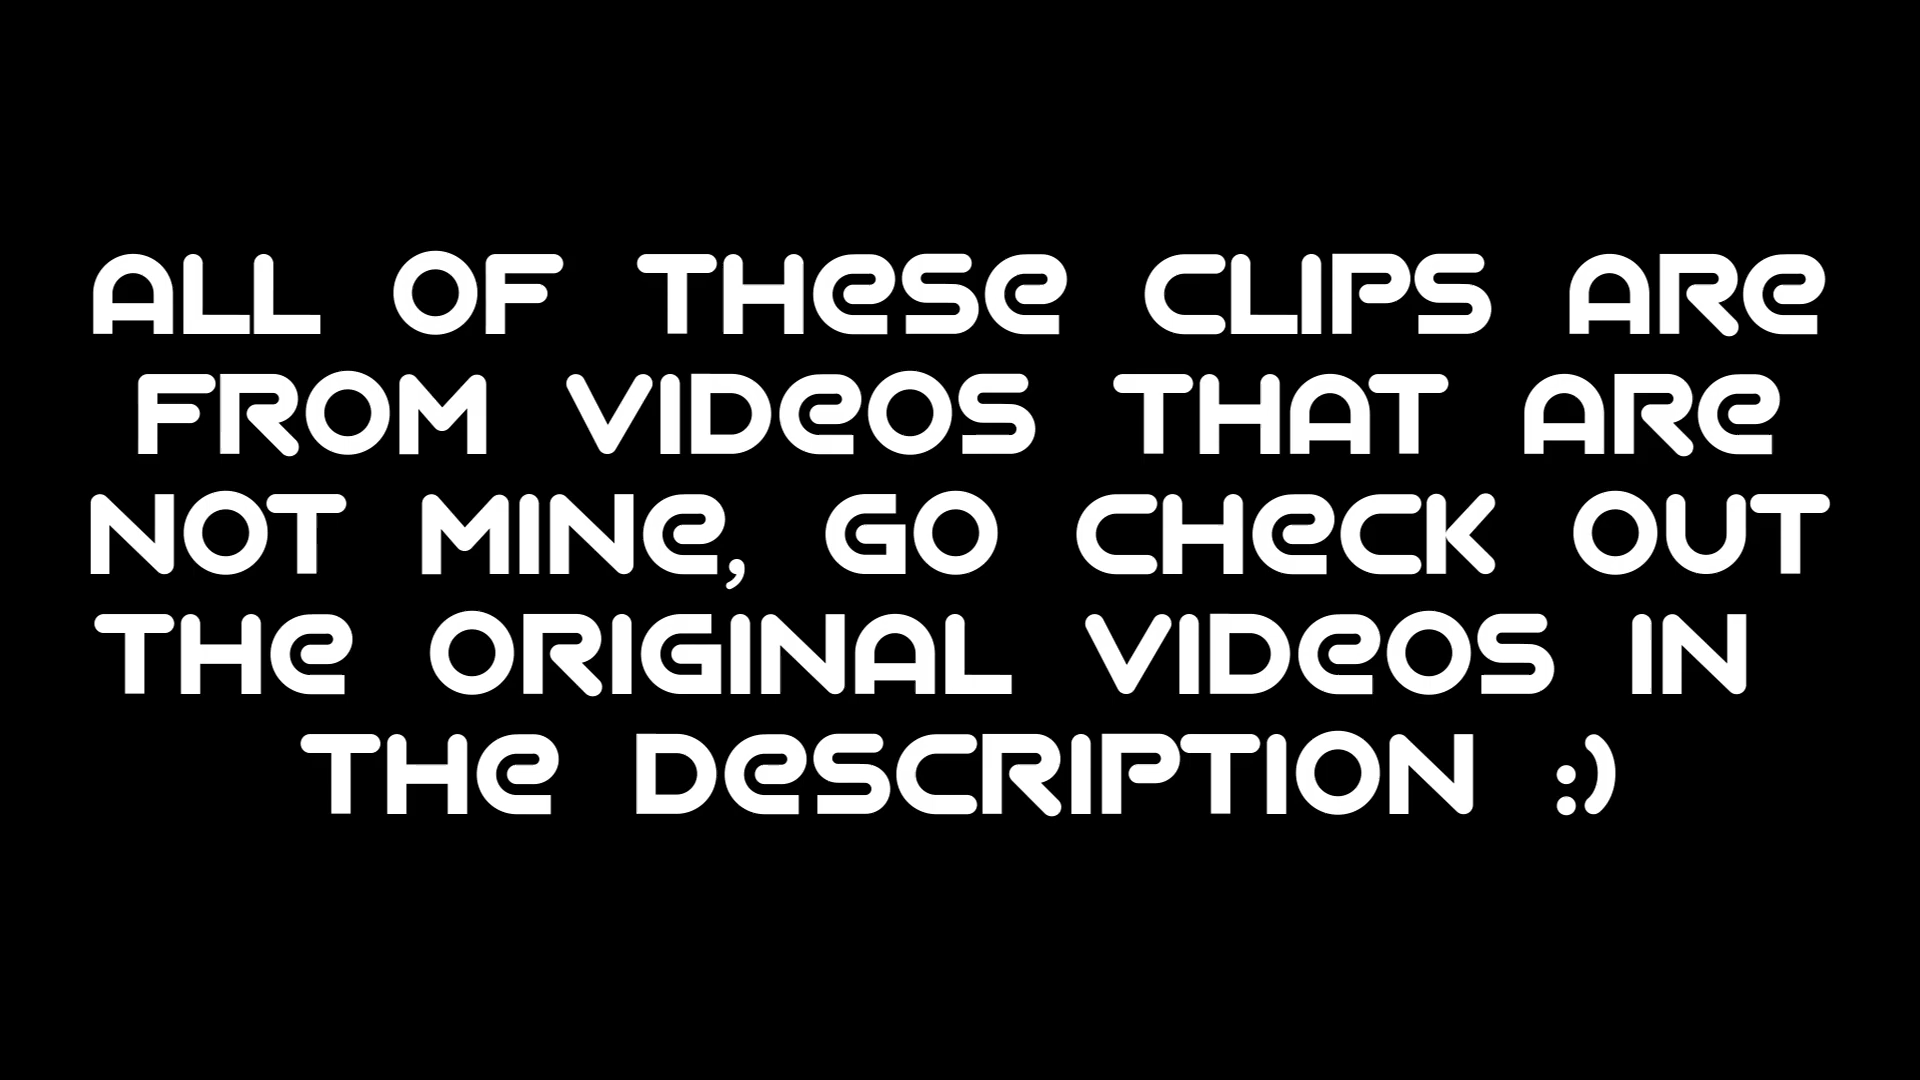 ALL OF THESE CLIPS ARE
FROM VIDEOS THAT ARE
NOT MINE, GO CHECK OUT
THE ORIGINAL VIDEOS IN
THE DESCRIPTION :)